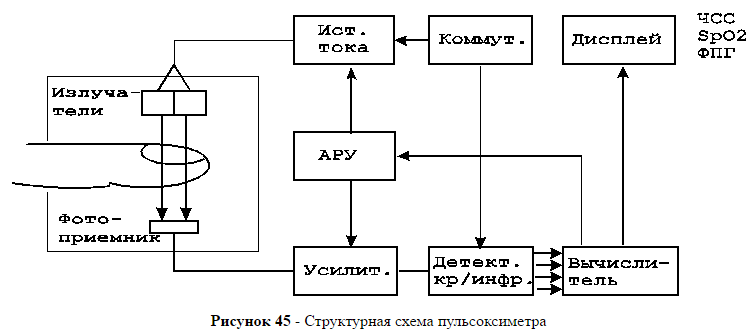 Ист.
тока
Коммут.
Дисплей
ЧСС
SpO2
ФПГ
Излуча-
тели
АРУ
Фото-
приемник
Усилит.
Детект.
кр/инфр.
Вычисли-
тель
Рисунок 45 - Структурная схема пульсоксиметра